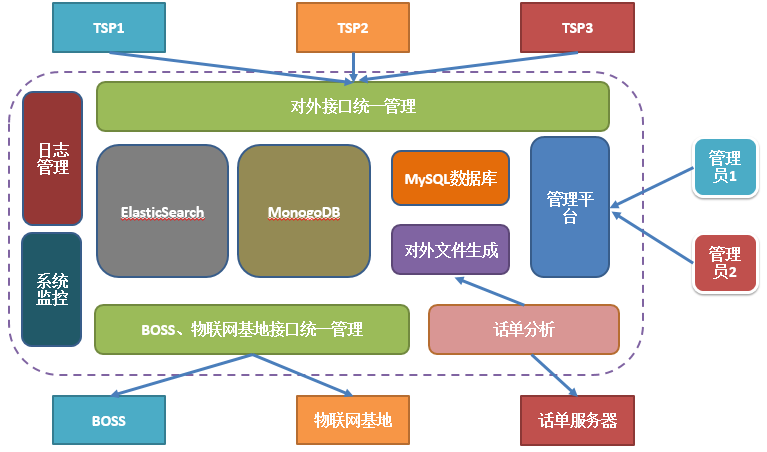 TSP1
TSP2
TSP3
对外接口统一管理
日志
管理
ElasticSearch
MonogoDB
MySQL数据库
管理平
台
管理
员1
对外文件生成
管理
员2
系统
监控
BOSS、物联网基地接口统一管理
话单分析
BOSS
物联网基地
话单服务器